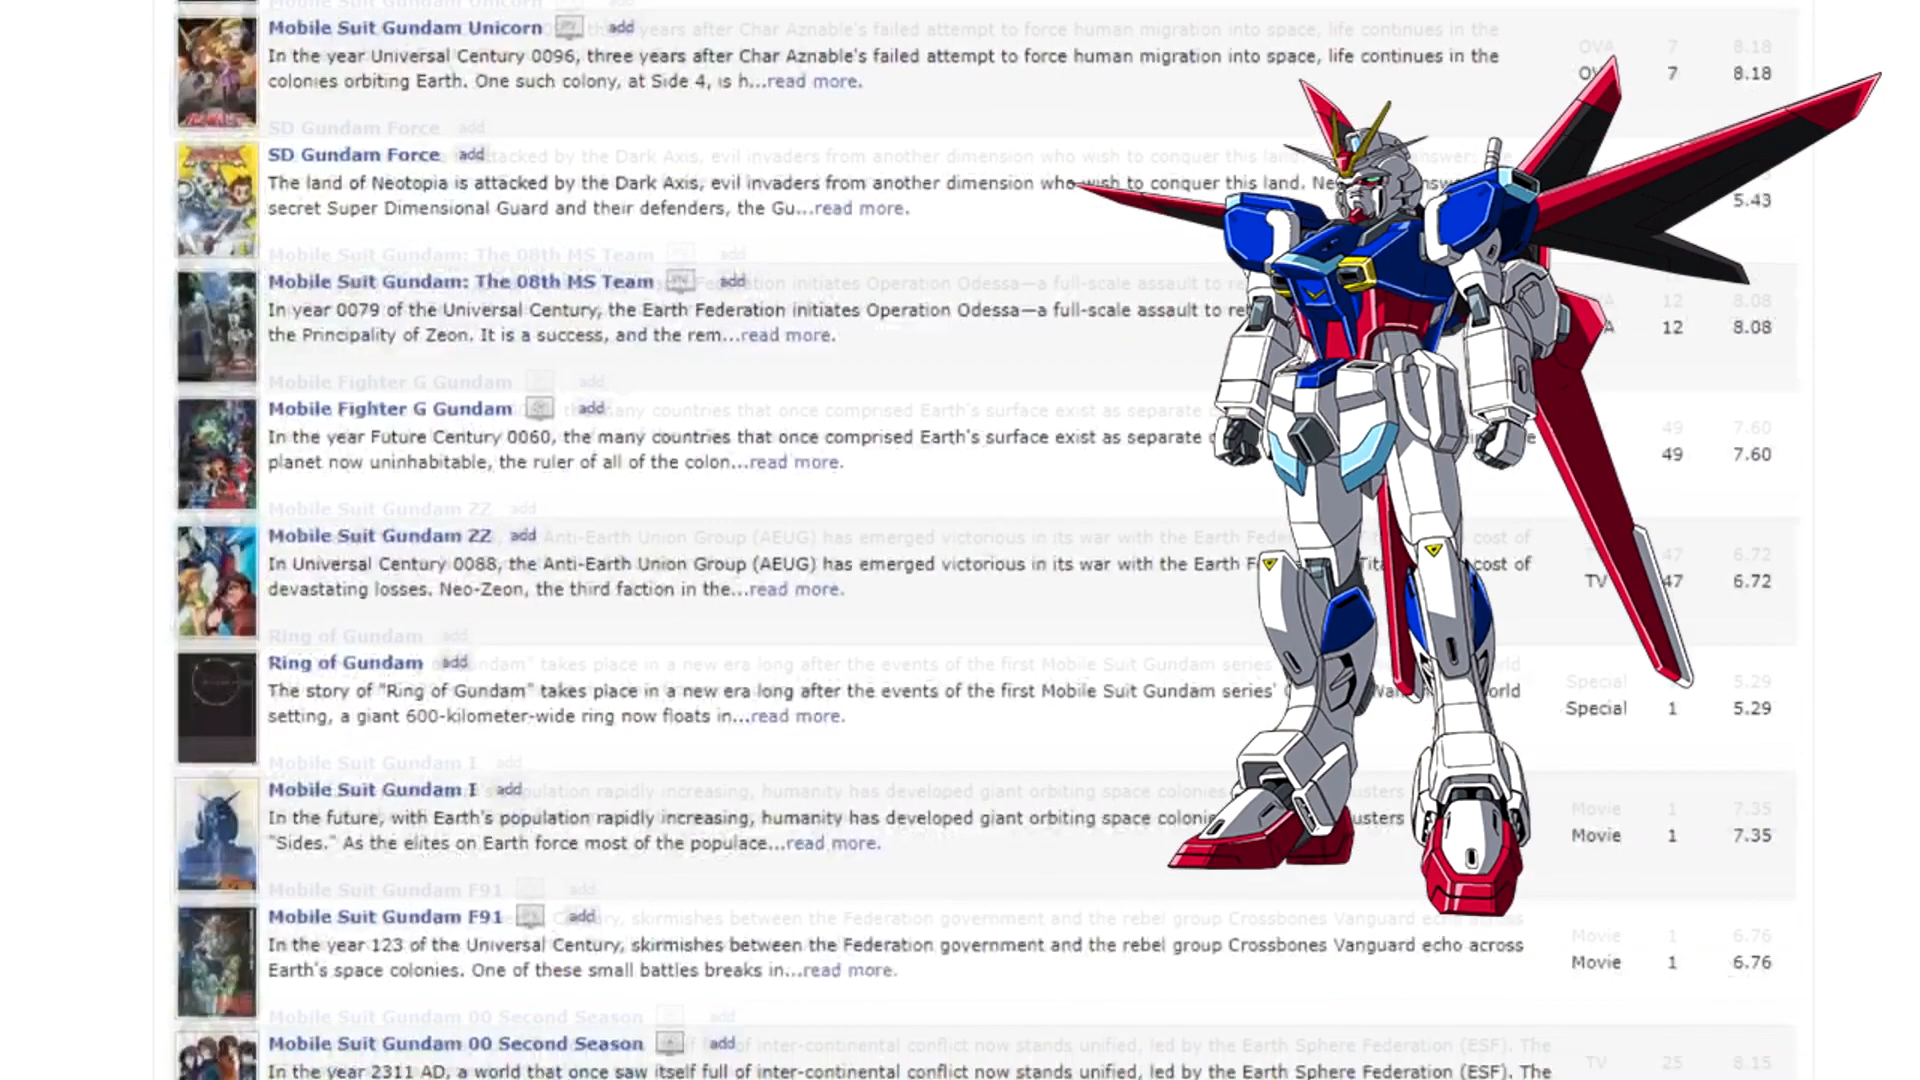 Mobile Suit Gundam Unicorn add
In the year Universal Century 0096, three years after Char Aznable's failed attempt to force human migration into space, life continues in the
colonies orbiting Earth. One such colony, at Side 4, is h...read more.
7 8.18
SD Gundam Force add
The land of Neotopia is attacked by the Dark Axis, evil invaders from another dimension who wish to conquer this land.
secret Super Dimensional Guard and their defenders, the Gu...read more.
5.43
Mobile Suit Gundam: The 08th MS Team add
In year 0079 of the Universal Century, the Earth Federation initiates Operation Odessa—a full-scale assault to
the Principality of Zeon. It is a success, and the rem...read more.
12 8.08
Mobile Fighter G Gundam add
In the year Future Century 0060, the many countries that once comprised Earth's surface exist as separate
planet now uninhabitable, the ruler of all of the colon...read more.
49 7.60
Mobile Suit Gundam ZZ add
In Universal Century 0088, the Anti-Earth Union Group (AEUG) has emerged victorious in its war with the Earth cost of
devastating losses. Neo-Zeon, the third faction in the...read more.
TV 47 6.72
Ring of Gundam add
The story of "Ring of Gundam" takes place in a new era long after the events of the first Mobile Suit Gundam series'
setting, a giant 600-kilometer-wide ring now floats in...read more.
Special 1 5.29
Mobile Suit Gundam I add
In the future, with Earth's population rapidly increasing, humanity has developed giant orbiting space
"Sides." As the elites on Earth force most of the populace...read more.
Movie 1 7.35
Mobile Suit Gundam F91 add
In the year 123 of the Universal Century, skirmishes between the Federation government and the rebel group Crossbones Vanguard echo across
Earth's space colonies. One of these small battles breaks in...read more.
Movie 1 6.76
Mobile Suit Gundam 00 Second Season add
In the year 2311 AD, a world that once saw itself full of inter-continental conflict now stands unified, led by the Earth Sphere Federation (ESF). The
TV 25 8.15